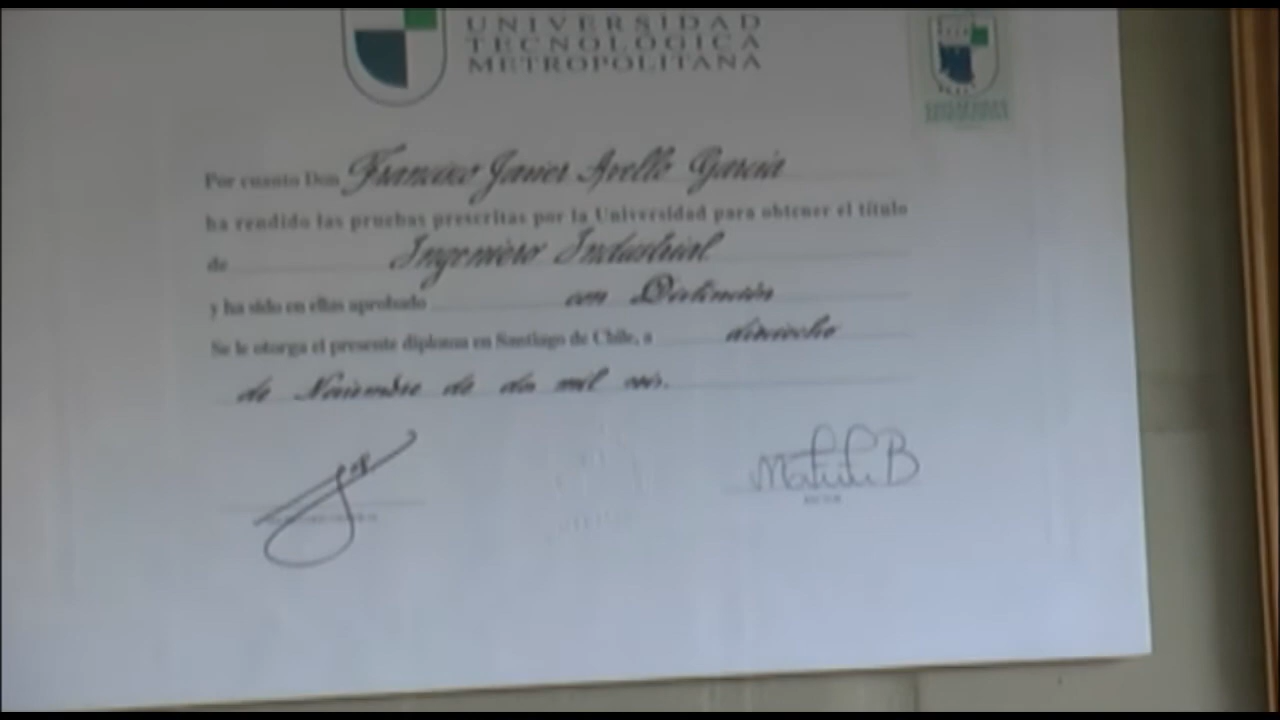 UNIVERSIDAD
TECNOLÓGICA
METROPOLITANA
Por cuanto Don Francisco Javier Avello García
ha rendido las pruebas prescritas por la Universidad para obtener el título
de Ingeniero Industrial
y ha sido en ellas aprobado con Distinción
Se le otorga el presente diploma en Santiago de Chile, a dieciocho
de Noviembre de dos mil seis.
RECTOR